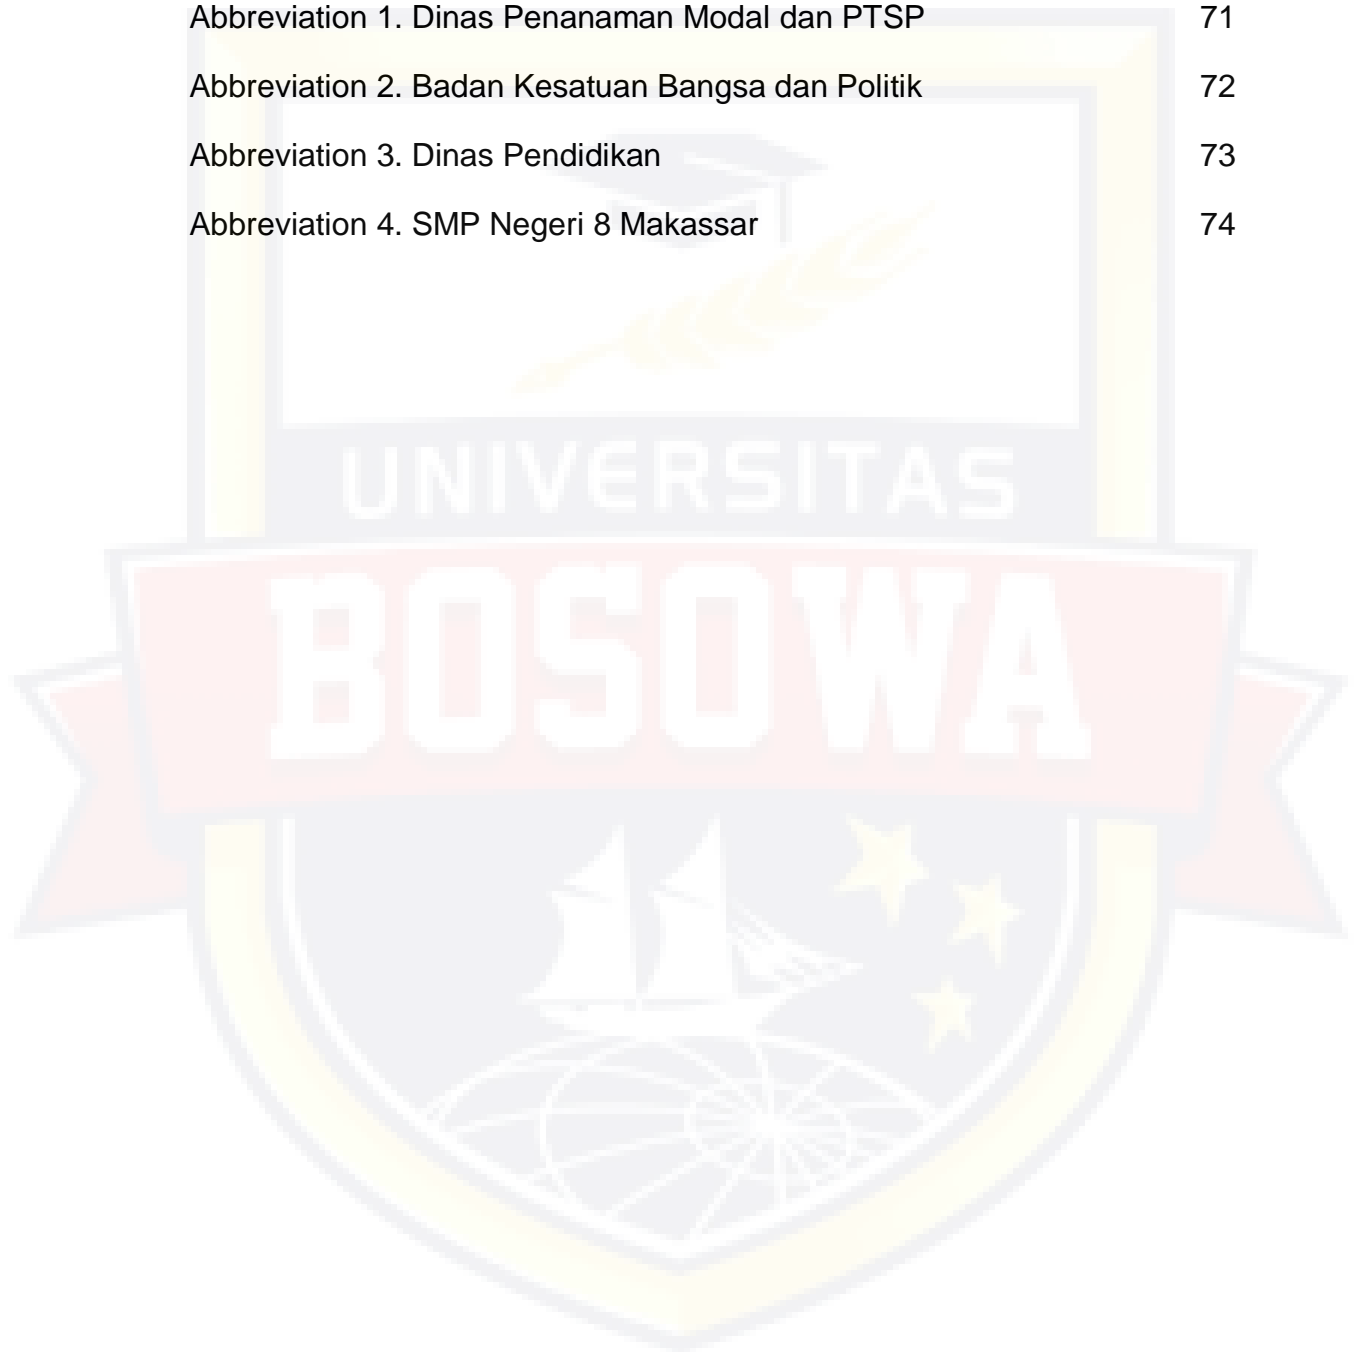 Abbreviation 1. Dinas Penanaman Modal dan PTSP 71
Abbreviation 2. Badan Kesatuan Bangsa dan Politik 72
Abbreviation 3. Dinas Pendidikan 73
Abbreviation 4. SMP Negeri 8 Makassar 74
UNIVERSITAS
BOSOWA